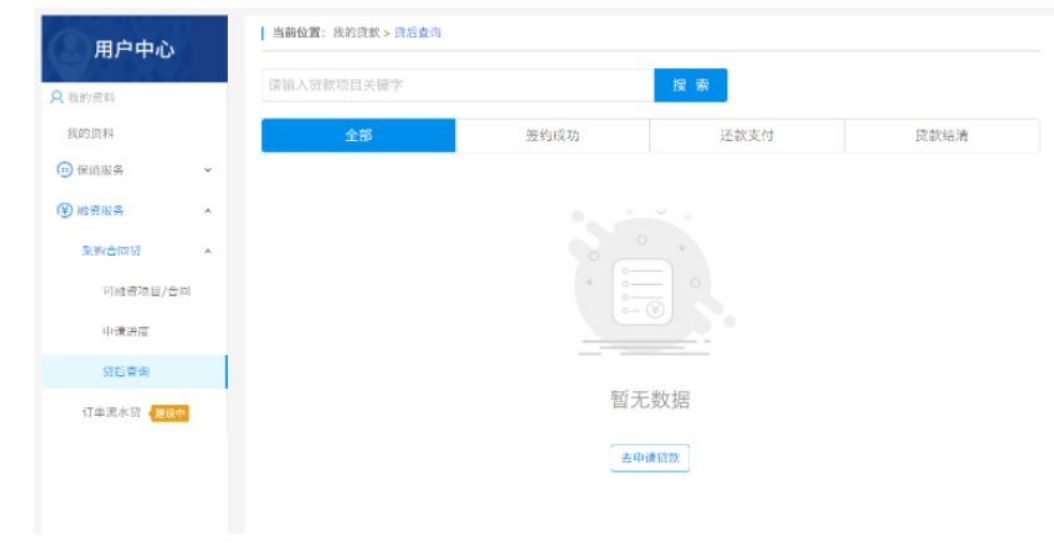 用户中心
我的资料
我的资料
保函服务
融资服务
采购合同贷
可融资项目/合同
申请进度
贷后查询
订单流水贷 建设中
当前位置：我的贷款 > 贷后查询
请输入贷款项目关键字
搜 索
全部 签约成功 还款支付 贷款结清
暂无数据
去申请贷款